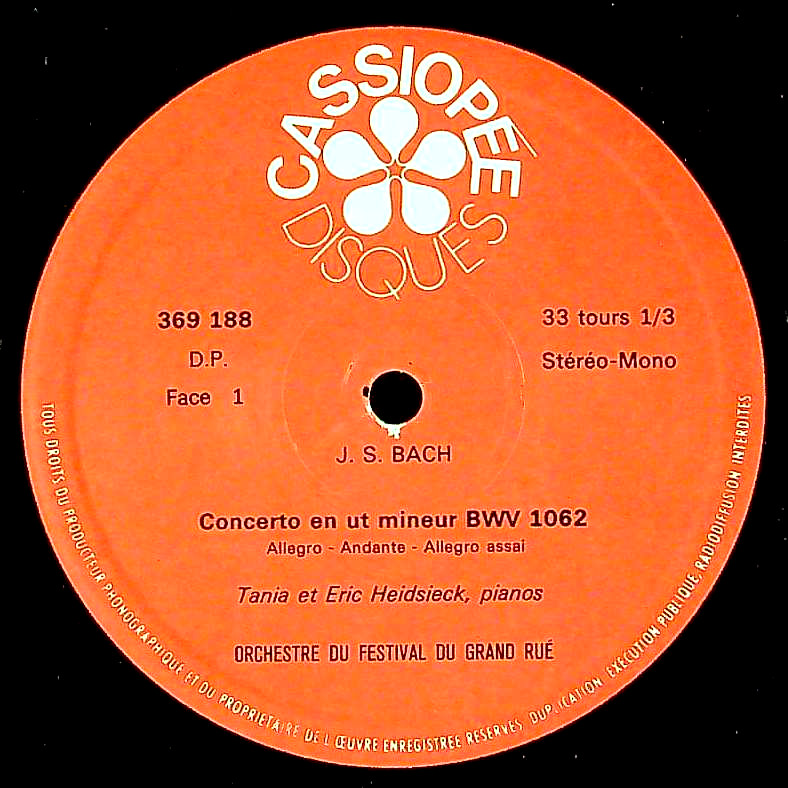 CASSIOPÉE
DISQUES
369 188
D.P.
Face 1
33 tours 1/3
Stéréo-Mono
J. S. BACH
Concerto en ut mineur BWV 1062
Allegro - Andante - Allegro assai
Tania et Eric Heidsieck, pianos
ORCHESTRE DU FESTIVAL DU GRAND RUÉ
TOUS DROITS DU PRODUCTEUR PHONOGRAPHIQUE ET DU PROPRIETAIRE DE L ŒUVRE ENREGISTREE RESERVES. DUPLICATION. EXECUTION PUBLIQUE, RADIODIFFUSION INTERDITES